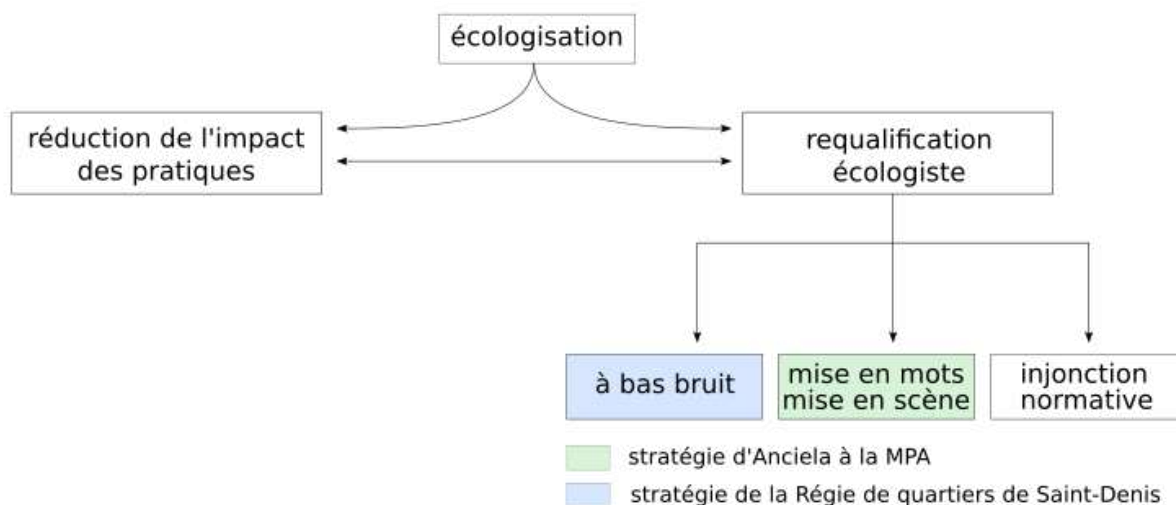 écologisation
réduction de l'impact
des pratiques
requalification
écologiste
à bas bruit
mise en mots
mise en scène
injonction
normative
stratégie d'Anciela à la MPA
stratégie de la Régie de quartiers de Saint-Denis